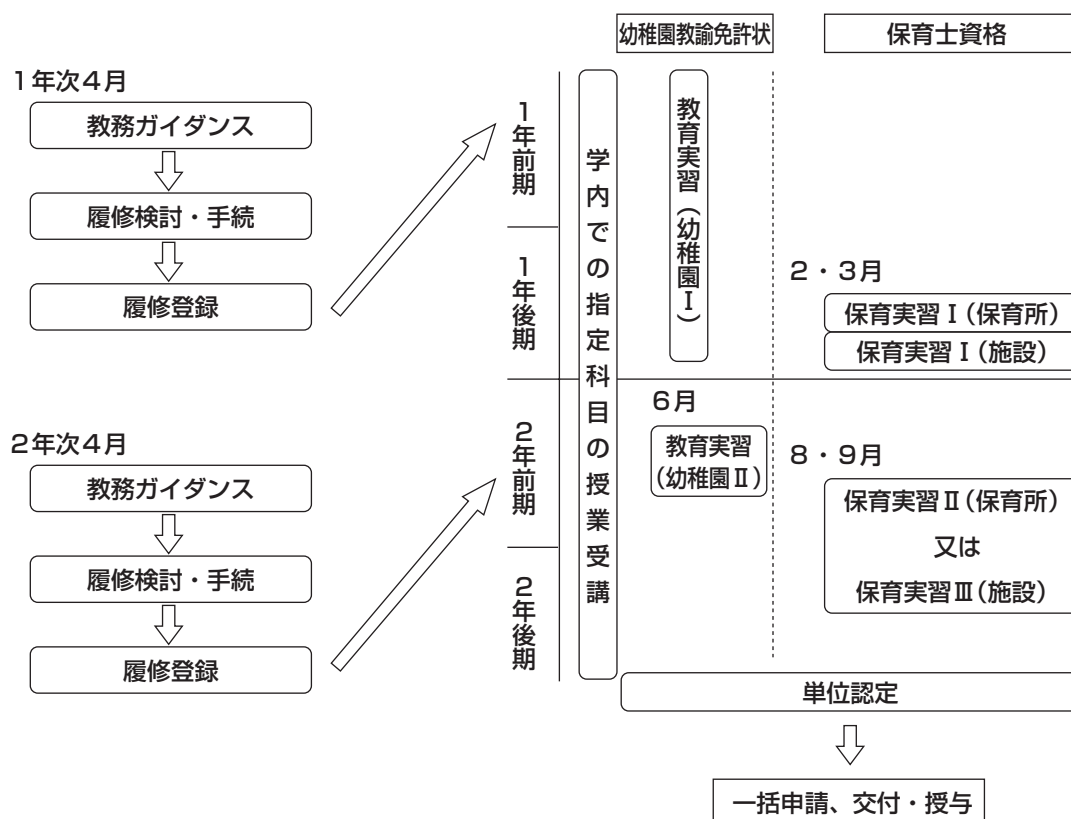 幼稚園教諭免許状
保育士資格
1年次4月
教務ガイダンス
履修検討・手続
履修登録
2年次4月
教務ガイダンス
履修検討・手続
履修登録
1年前期
1年後期
2年前期
2年後期
学内での指定科目の授業受講
教育実習(幼稚園Ⅰ)
2・3月
保育実習Ⅰ(保育所)
保育実習Ⅰ(施設)
6月
教育実習
(幼稚園Ⅱ)
8・9月
保育実習Ⅱ(保育所)
又は
保育実習Ⅲ(施設)
単位認定
一括申請、交付・授与